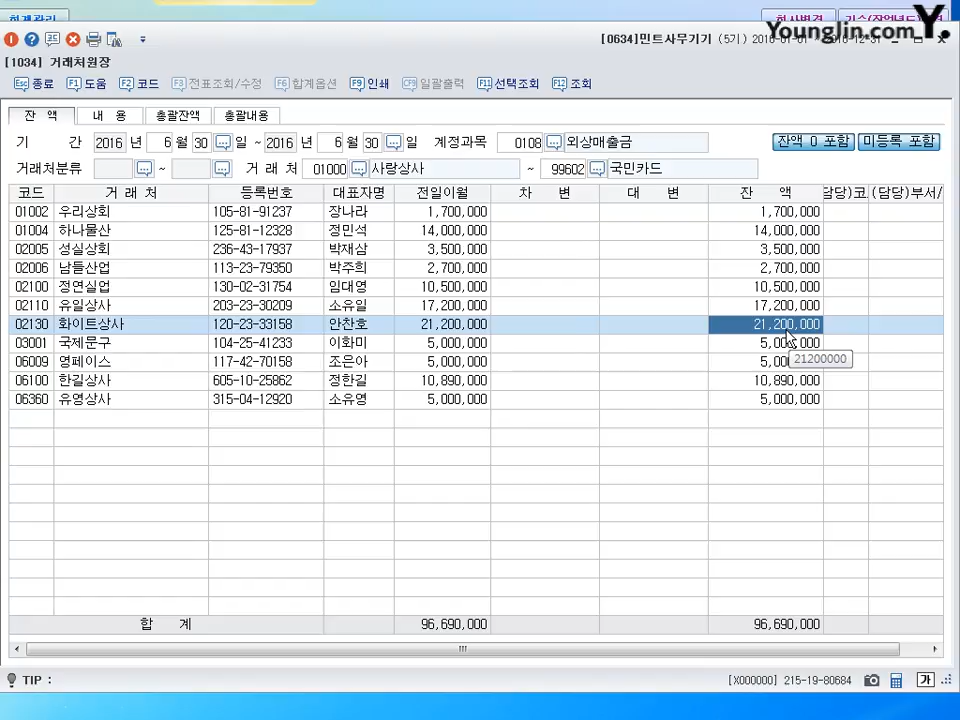 Younglin.com Y.
[0634]민트사무기기 (5기) 2016-01-01 ~ 2016-12-31
[1034] 거래처원장
Esc 종료 F1 도움 F2 코드 F3 전표조회/수정 F6 합계옵션 F9 인쇄 CF9 일괄출력 F11 선택조회 F12 조회
잔 액 내 용 총괄잔액 총괄내용
기 간 2016 년 6 월 30 일 ~ 2016 년 6 월 30 일 계정과목 0108 외상매출금 잔액 0 포함 미등록 포함
거래처분류 ~ 거 래 처 01000 사랑상사 ~ 99602 국민카드
코드 거 래 처 등록번호 대표자명 전일이월 차 변 대 변 잔 액 담당)코 (담당)부서/
01002 우리상회 105-81-91237 장나라 1,700,000 1,700,000
01004 하나물산 125-81-12328 정민석 14,000,000 14,000,000
02005 성실상회 236-43-17937 박재삼 3,500,000 3,500,000
02006 남들산업 113-23-79350 박주희 2,700,000 2,700,000
02100 정연실업 130-02-31754 임대영 10,500,000 10,500,000
02110 유일상사 203-23-30209 소유일 17,200,000 17,200,000
02130 화이트상사 120-23-33158 안찬호 21,200,000 21,200,000
03001 국제문구 104-25-41233 이화미 5,000,000 5,000,000
21200000
06009 영페이스 117-42-70158 조은아 5,000,000
06100 한길상사 605-10-25862 정한길 10,890,000 10,890,000
06360 유영상사 315-04-12920 소유영 5,000,000 5,000,000
합 계 96,690,000 96,690,000
TIP : [X000000] 215-19-80684 가